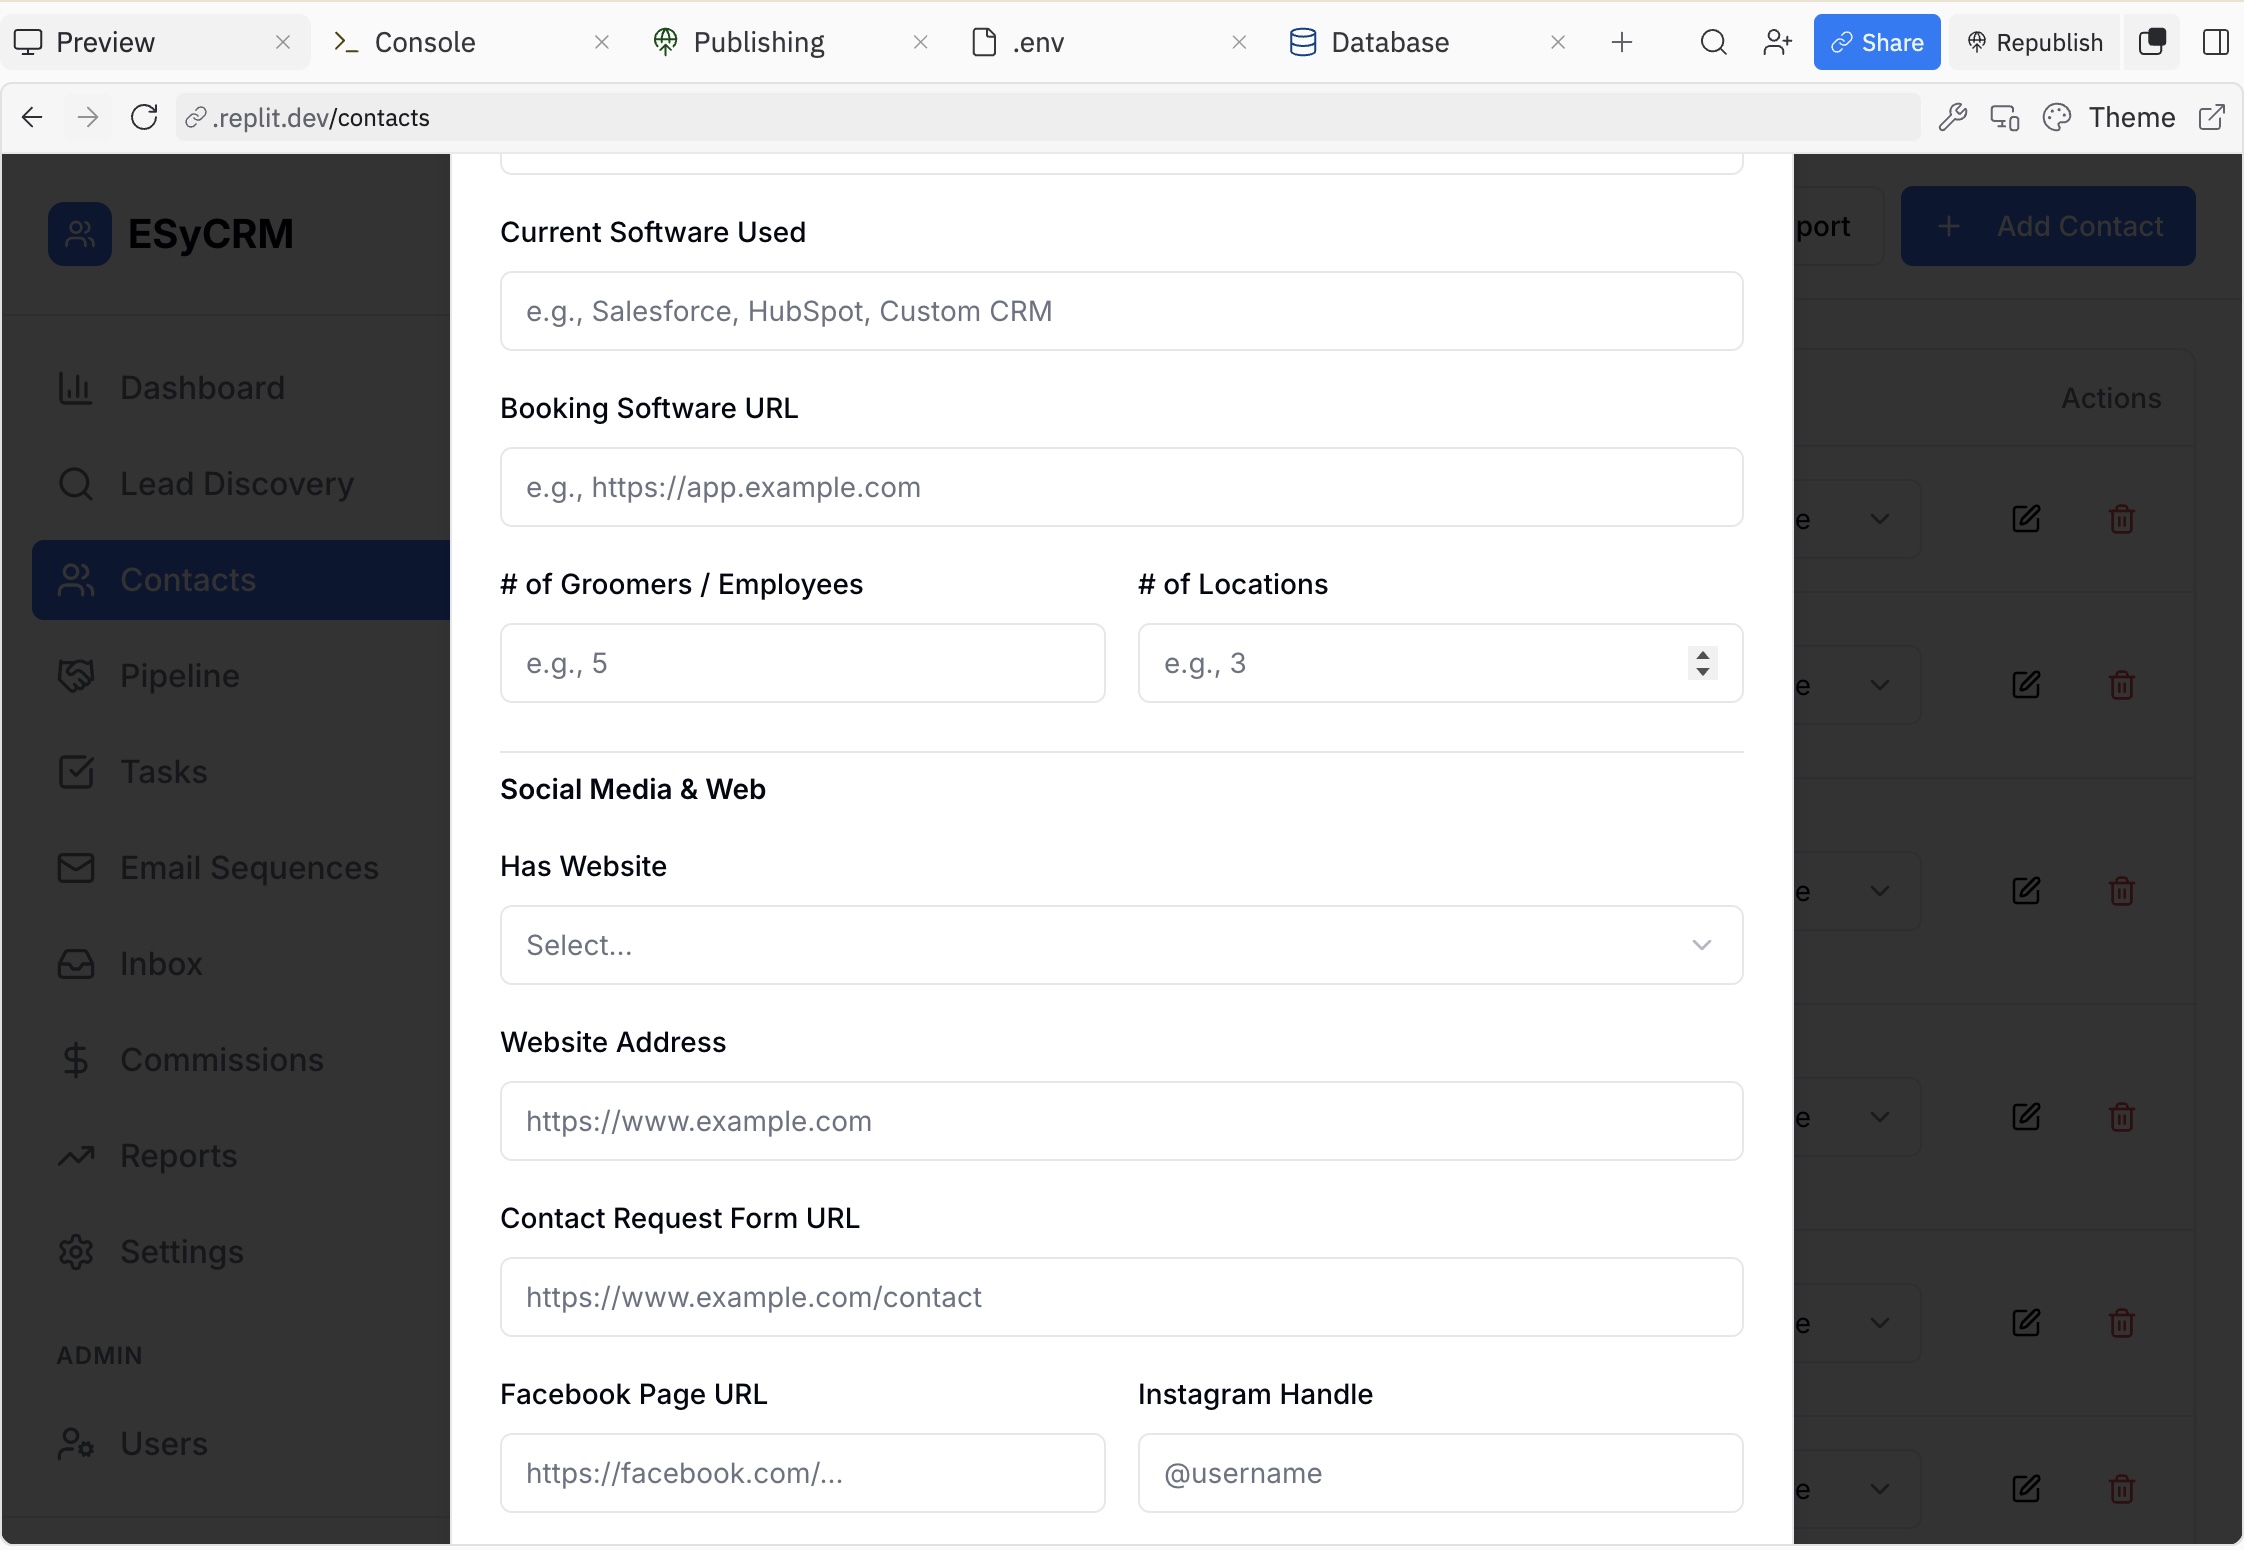 Preview
Console
Publishing
.env
Database
Share
Republish
.replit.dev/contacts
Theme
ESyCRM
Dashboard
Lead Discovery
Contacts
Pipeline
Tasks
Email Sequences
Inbox
Commissions
Reports
Settings
ADMIN
Users
Current Software Used
e.g., Salesforce, HubSpot, Custom CRM
Booking Software URL
e.g., https://app.example.com
# of Groomers / Employees
e.g., 5
# of Locations
e.g., 3
Social Media & Web
Has Website
Select...
Website Address
https://www.example.com
Contact Request Form URL
https://www.example.com/contact
Facebook Page URL
https://facebook.com/...
Instagram Handle
@username
port
Add Contact
Actions
e
e
e
e
e
e